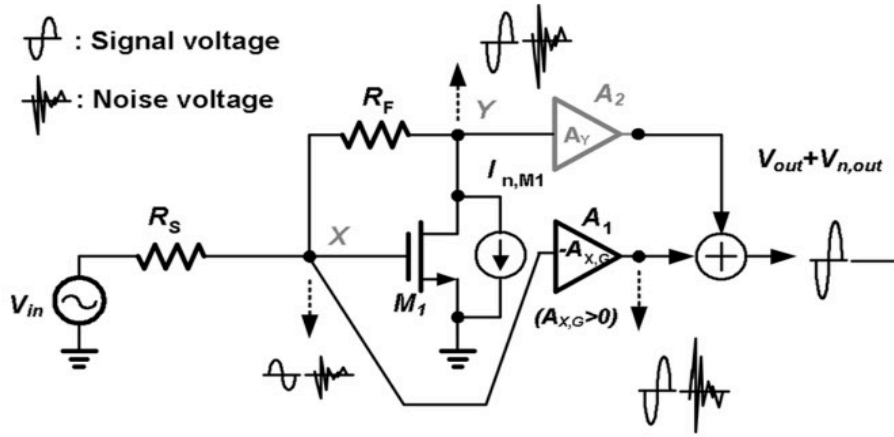 : Signal voltage
: Noise voltage
R_F
Y
A_2
A_Y
V_out+V_n,out
I_n,M1
R_S
X
A_1
-A_X,G
V_in
M_1
(A_X,G>0)